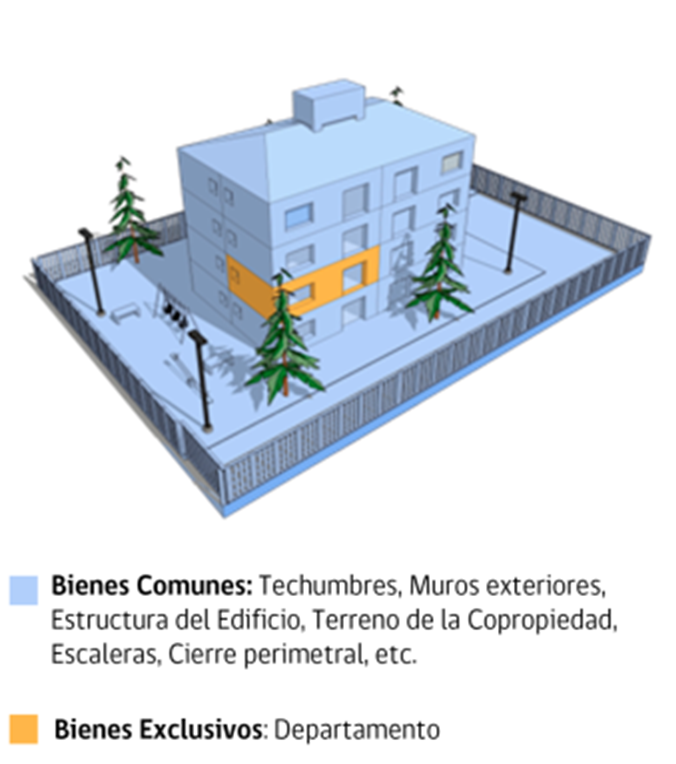 Bienes Comunes: Techumbres, Muros exteriores,
Estructura del Edificio, Terreno de la Copropiedad,
Escaleras, Cierre perimetral, etc.
Bienes Exclusivos: Departamento